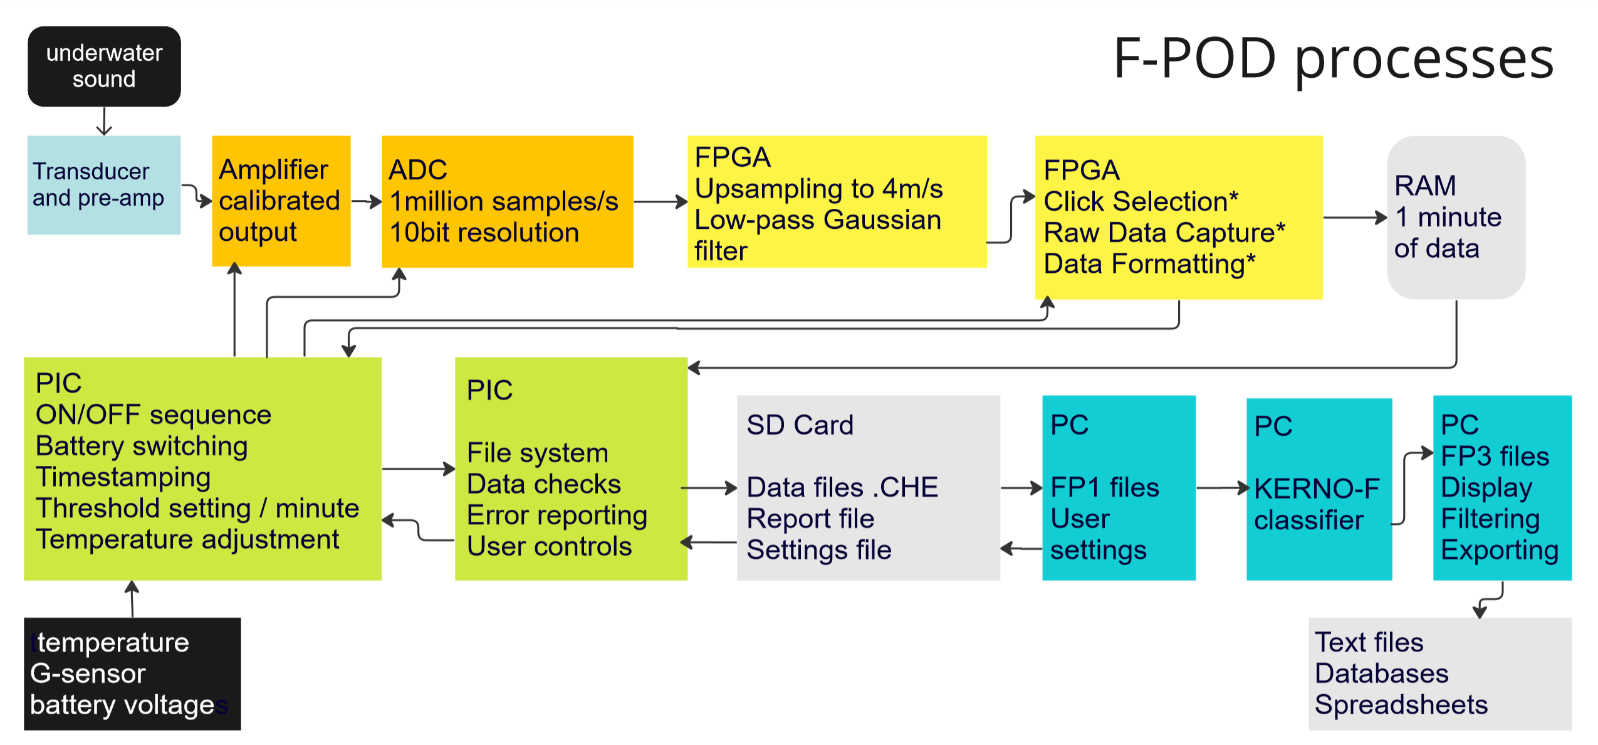 F-POD processes
underwater
sound
Transducer
and pre-amp
Amplifier
calibrated
output
ADC
1million samples/s
10bit resolution
FPGA
Upsampling to 4m/s
Low-pass Gaussian
filter
FPGA
Click Selection*
Raw Data Capture*
Data Formatting*
RAM
1 minute
of data
PIC
ON/OFF sequence
Battery switching
Timestamping
Threshold setting / minute
Temperature adjustment
PIC
File system
Data checks
Error reporting
User controls
SD Card
Data files .CHE
Report file
Settings file
PC
FP1 files
User
settings
PC
KERNO-F
classifier
PC
FP3 files
Display
Filtering
Exporting
ttemperature
G-sensor
battery voltages
Text files
Databases
Spreadsheets